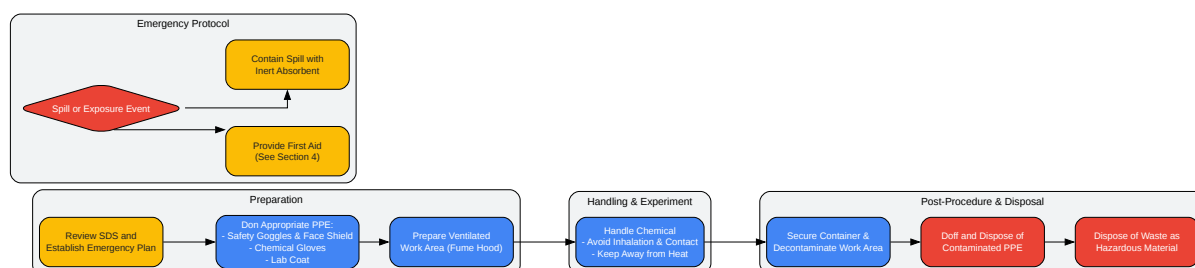 Emergency Protocol
Contain Spill with
Inert Absorbent
Spill or Exposure Event
Provide First Aid
(See Section 4)
Preparation
Review SDS and
Establish Emergency Plan
Don Appropriate PPE:
- Safety Goggles & Face Shield
- Chemical Gloves
- Lab Coat
Prepare Ventilated
Work Area (Fume Hood)
Handling & Experiment
Handle Chemical
- Avoid Inhalation & Contact
- Keep Away from Heat
Post-Procedure & Disposal
Secure Container &
Decontaminate Work Area
Doff and Dispose of
Contaminated PPE
Dispose of Waste as
Hazardous Material